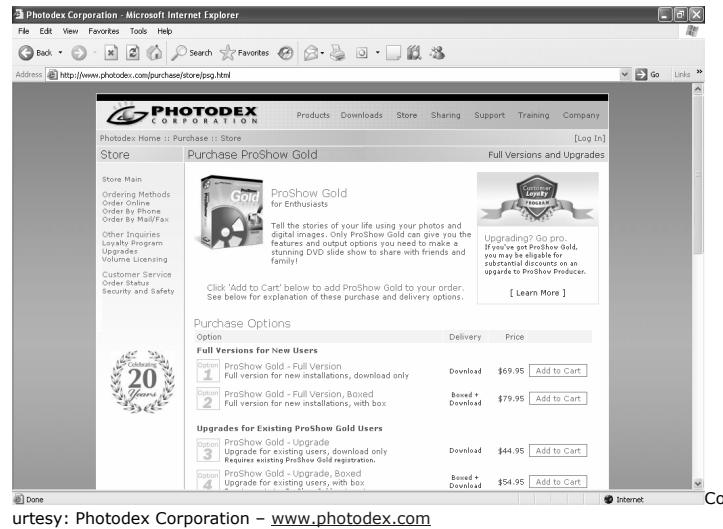 Photodex Corporation - Microsoft Internet Explorer
File Edit View Favorites Tools Help
Back Search Favorites
Address http://www.photodex.com/purchase/store/psg.html Go Links »
PHOTODEX
CORPORATION
Products Downloads Store Sharing Support Training Company
Photodex Home :: Purchase :: Store [Log In]
Store Purchase ProShow Gold Full Versions and Upgrades
Store Main
Ordering Methods
Order Online
Order By Phone
Order By Mail/Fax
Other Inquiries
Loyalty Program
Upgrades
Volume Licensing
Customer Service
Order Status
Security and Safety
Celebrating
20
Years
Gold
ProShow Gold
for Enthusiasts
Tell the stories of your life using your photos and
digital images. Only ProShow Gold can give you the
features and output options you need to make a
stunning DVD slide show to share with friends and
family!
Customer
Loyalty
PROGRAM
Upgrading? Go pro.
If you've got ProShow Gold,
you may be eligable for
substantial discounts on an
upgarde to ProShow Producer.
[ Learn More ]
Click 'Add to Cart' below to add ProShow Gold to your order.
See below for explanation of these purchase and delivery options.
Purchase Options
Option Delivery Price
Full Versions for New Users
Option 1 ProShow Gold - Full Version
Full version for new installations, download only
Download $69.95 Add to Cart
Option 2 ProShow Gold - Full Version, Boxed
Full version for new installations, with box
Boxed +
Download $79.95 Add to Cart
Upgrades for Existing ProShow Gold Users
Option 3 ProShow Gold - Upgrade
Upgrade for existing users, download only
Requires existing ProShow Gold registration.
Download $44.95 Add to Cart
Option 4 ProShow Gold - Upgrade, Boxed
Upgrade for existing users, with box
Boxed +
Download $54.95 Add to Cart
Done Internet
Co
urtesy: Photodex Corporation – www.photodex.com